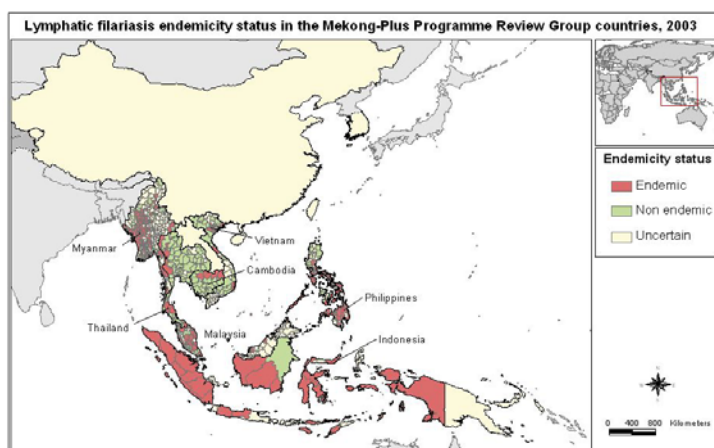 Lymphatic filariasis endemicity status in the Mekong-Plus Programme Review Group countries, 2003
Endemicity status
Endemic
Non endemic
Uncertain
Myanmar
Vietnam
Cambodia
Philippines
Thailand
Malaysia
Indonesia
0 400 800 Kilometers